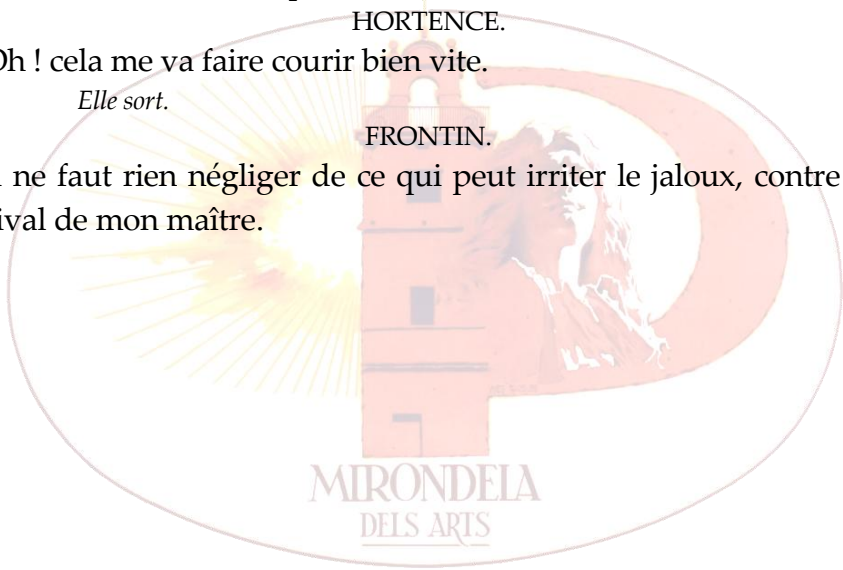 HORTENCE.
Oh ! cela me va faire courir bien vite.
Elle sort.
FRONTIN.
l ne faut rien négliger de ce qui peut irriter le jaloux, contre
ival de mon maître.
MIRONDELA
DELS ARTS